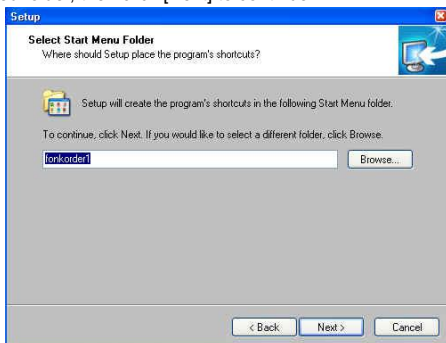 Setup
Select Start Menu Folder
Where should Setup place the program's shortcuts?
Setup will create the program's shortcuts in the following Start Menu folder.
To continue, click Next. If you would like to select a different folder, click Browse.
fonkorder1
Browse...
< Back
Next >
Cancel